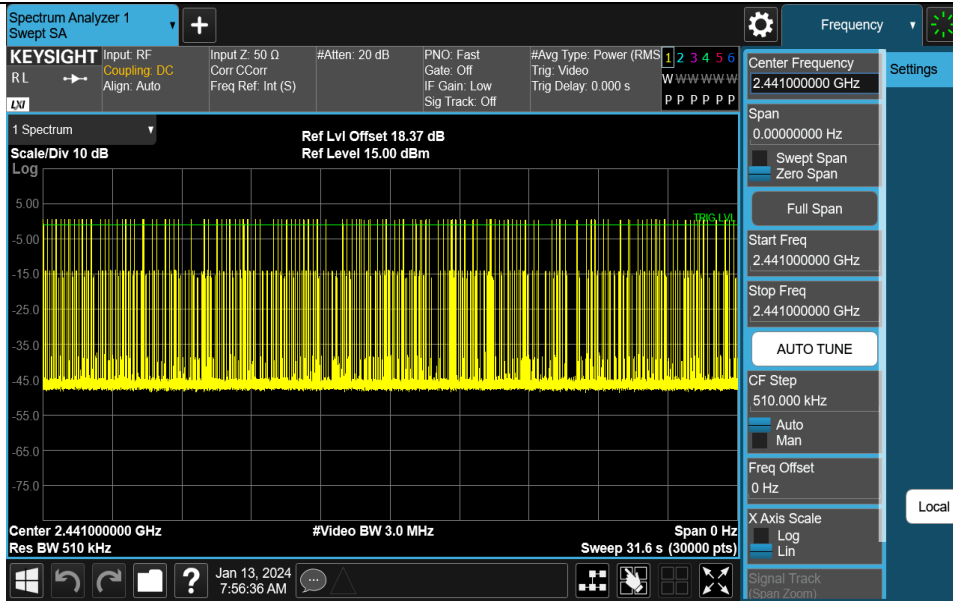 Spectrum Analyzer 1
Swept SA
Frequency
KEYSIGHT
RL
LXI
Input: RF
Coupling: DC
Align: Auto
Input Z: 50 Ω
Corr CCorr
Freq Ref: Int (S)
#Atten: 20 dB
PNO: Fast
Gate: Off
IF Gain: Low
Sig Track: Off
#Avg Type: Power (RMS
Trig: Video
Trig Delay: 0.000 s
1 2 3 4 5 6
W W W W W W
P P P P P P
1 Spectrum
Scale/Div 10 dB
Log
Ref Lvl Offset 18.37 dB
Ref Level 15.00 dBm
TRIG LVL
5.00
-5.00
-15.0
-25.0
-35.0
-45.0
-55.0
-65.0
-75.0
Center 2.441000000 GHz
Res BW 510 kHz
#Video BW 3.0 MHz
Span 0 Hz
Sweep 31.6 s (30000 pts)
Center Frequency
2.441000000 GHz
Settings
Span
0.00000000 Hz
Swept Span
Zero Span
Full Span
Start Freq
2.441000000 GHz
Stop Freq
2.441000000 GHz
AUTO TUNE
CF Step
510.000 kHz
Auto
Man
Freq Offset
0 Hz
Local
X Axis Scale
Log
Lin
Signal Track
(Span Zoom)
?
Jan 13, 2024
7:56:36 AM